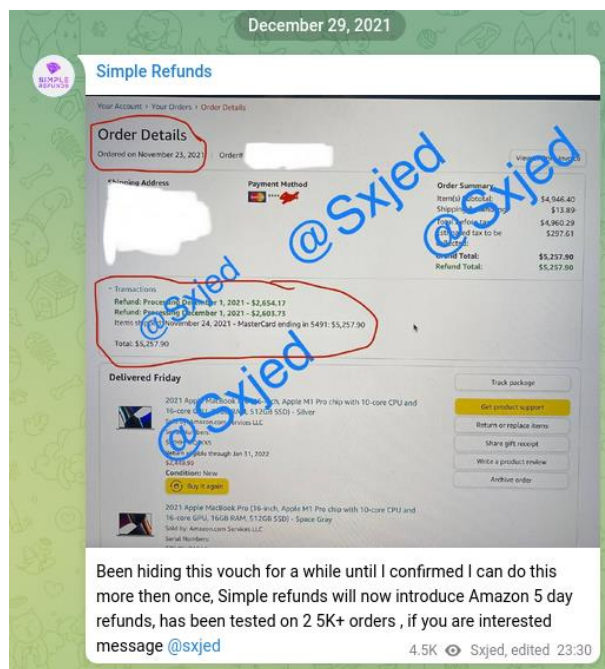 December 29, 2021
SIMPLE
REFUNDS
Simple Refunds
Your Account › Your Orders › Order Details
Order Details
Ordered on November 23, 2021 Order#
Shipping Address Payment Method Order Summary
Item(s) Subtotal: $4,946.40
Shipping $13.89
before $4,960.29
tax to be $297.61
Total: $5,257.90
Refund Total: $5,257.90
@Sxjed
@Sxjed
@Sxjed
@Sxjed
Transactions
Refund: Processing December 1, 2021 - $2,654.17
Refund: Processing December 1, 2021 - $2,603.73
Items November 24, 2021 - MasterCard ending in 5491: $5,257.90
Total: $5,257.90
Delivered Friday
Track package
Get product support
Return or replace items
Share gift receipt
Write a product review
Archive order
2021 Apple MacBook Apple M1 Pro chip with 10-core CPU and
16-core 512GB SSD) - Silver
Amazon.com Services LLC
through Jan 31, 2022
Condition: New
Buy it again
2021 Apple MacBook Pro (16-inch, Apple M1 Pro chip with 10-core CPU and
16-core GPU, 16GB RAM, 512GB SSD) - Space Gray
Sold by: Amazon.com Services LLC
Serial Numbers:
Been hiding this vouch for a while until I confirmed I can do this
more then once, Simple refunds will now introduce Amazon 5 day
refunds, has been tested on 2 5K+ orders , if you are interested
message @sxjed
4.5K Sxjed, edited 23:30